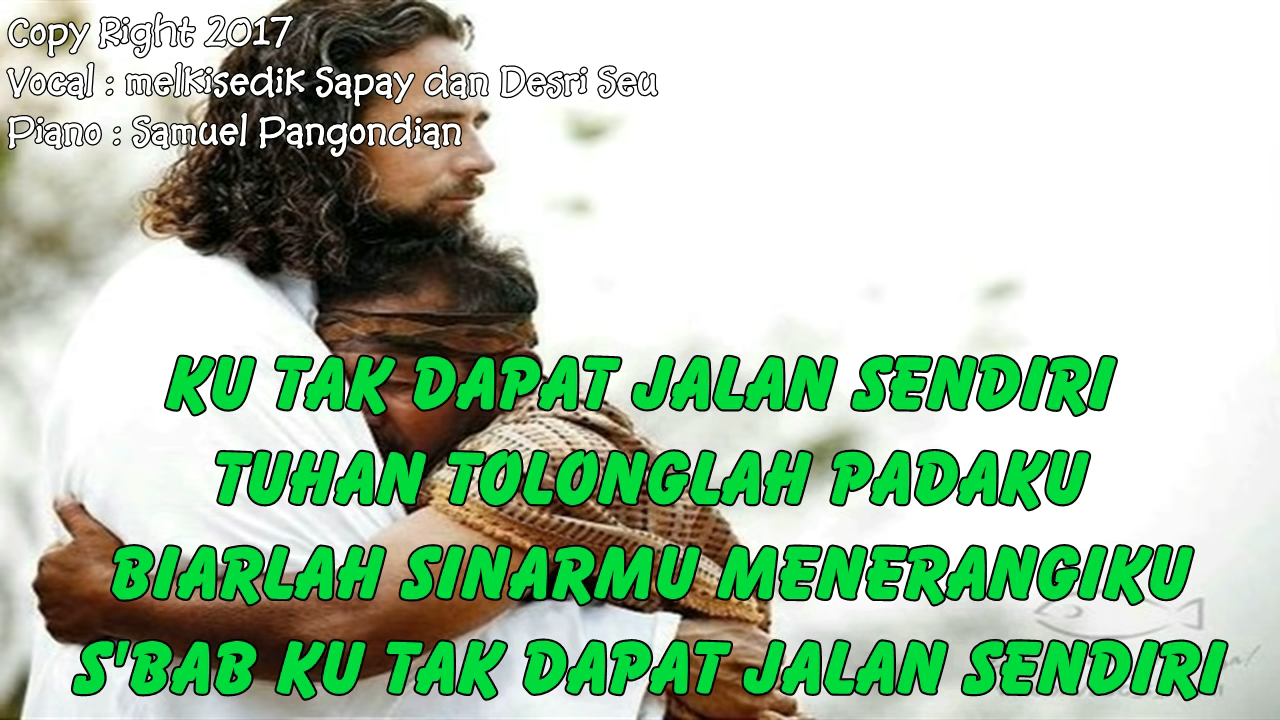 Copy Right 2017
Vocal : melkisedik Sapay dan Desri Seu
Piano : Samuel Pangondian
KU TAK DAPAT JALAN SENDIRI
TUHAN TOLONGLAH PADAKU
BIARLAH SINARMU MENERANGIKU
S'BAB KU TAK DAPAT JALAN SENDIRI